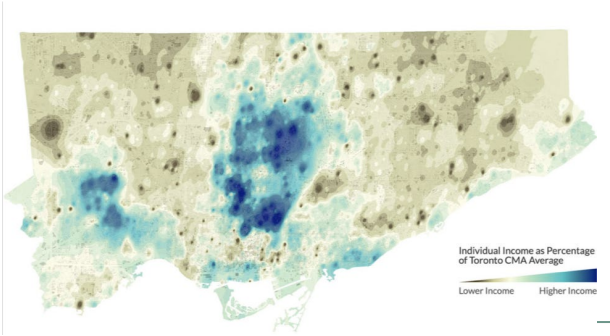 Individual Income as Percentage
of Toronto CMA Average
Lower Income Higher Income